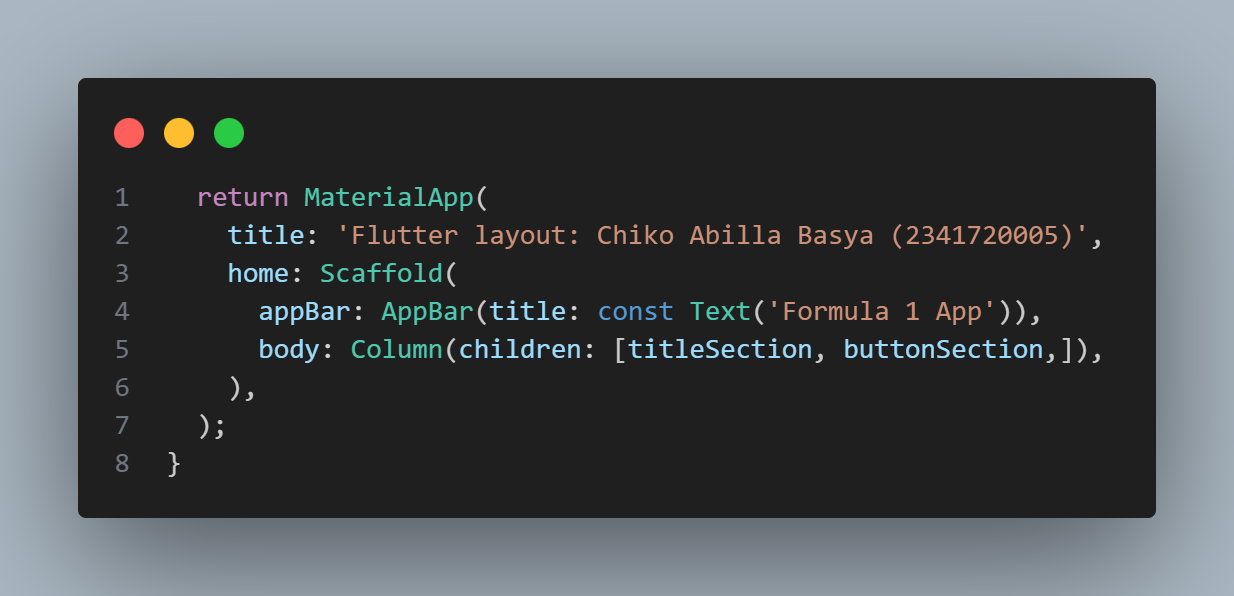 1 return MaterialApp(
2 title: 'Flutter layout: Chiko Abilla Basya (2341720005)',
3 home: Scaffold(
4 appBar: AppBar(title: const Text('Formula 1 App')),
5 body: Column(children: [titleSection, buttonSection,]),
6 ),
7 );
8 }